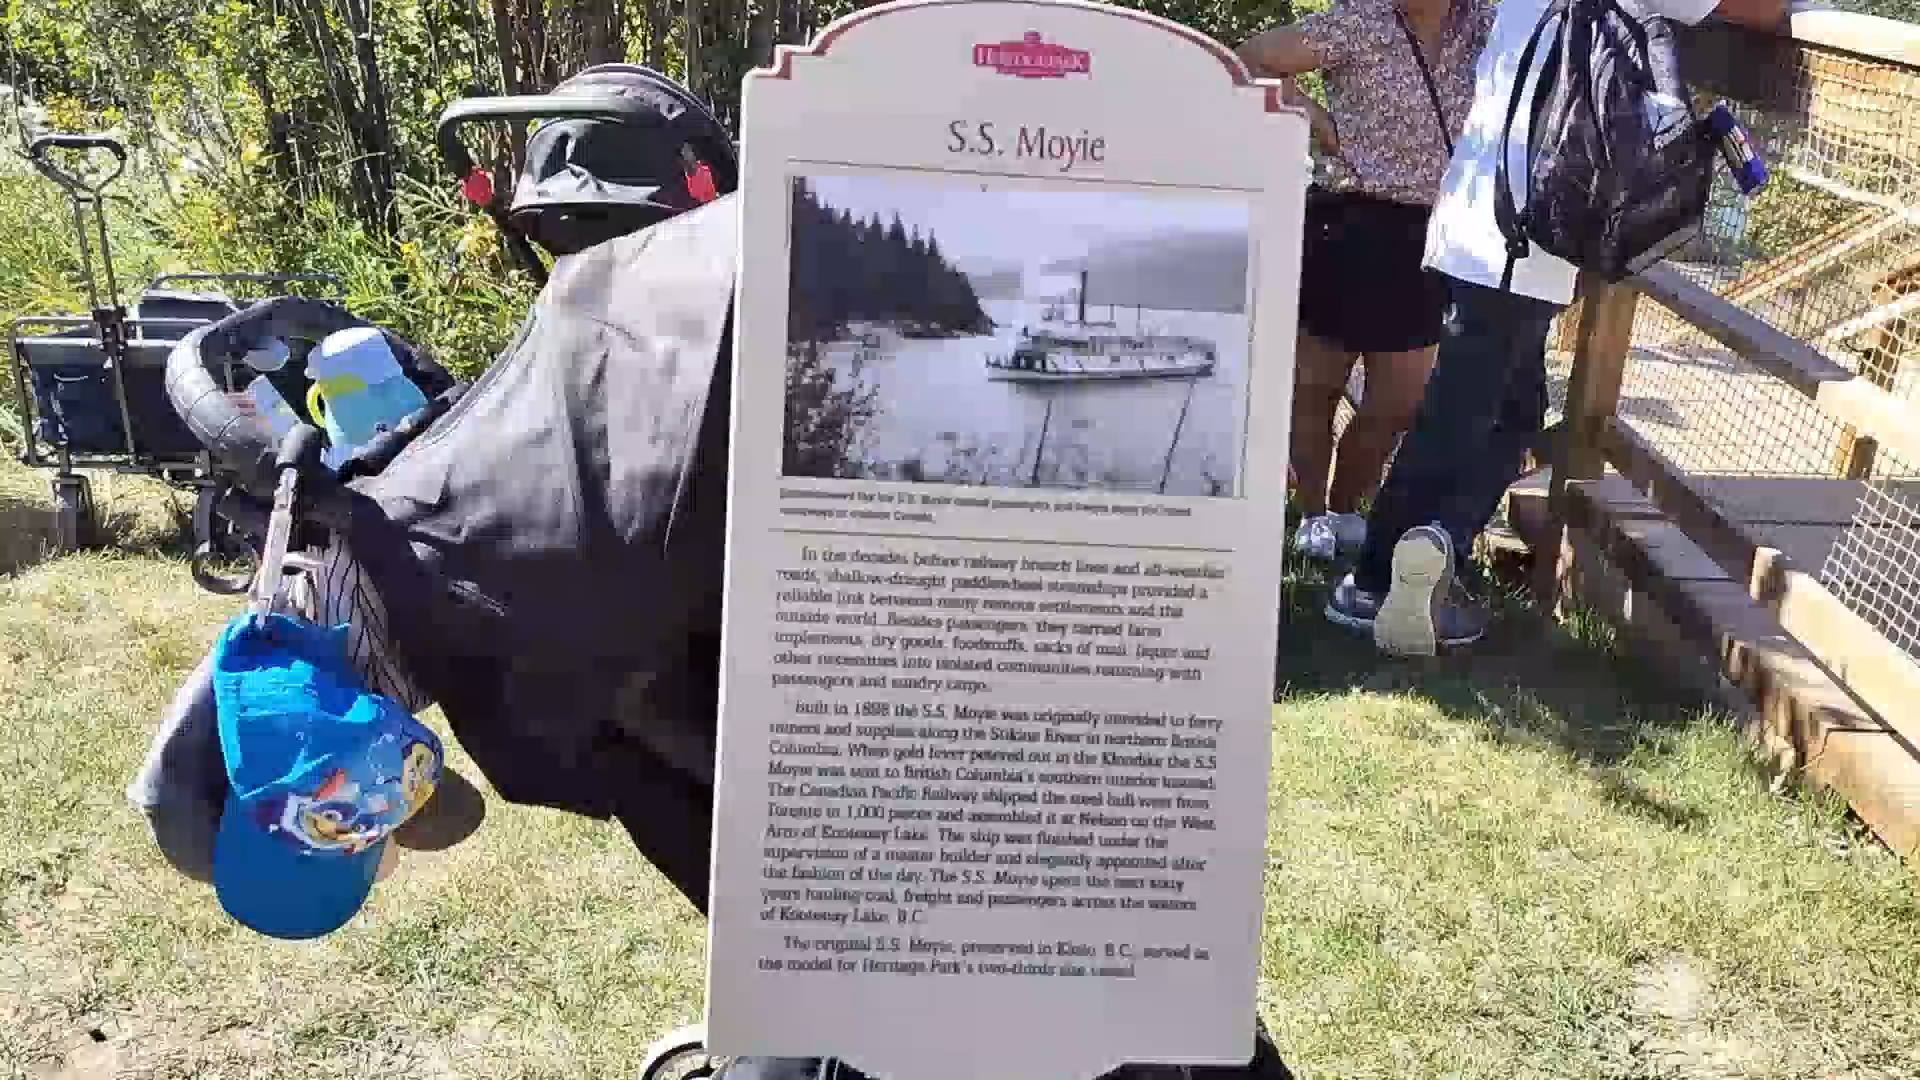 HERITAGE PARK
S.S. Moyie
the S.S. Moyie carried passengers and freight
In the decades before railway branch lines and all-weather
roads, shallow-draught paddlewheel steamships provided a
reliable link between many remote settlements and the
outside world. Besides passengers, they carried farm
implements, dry goods, foodstuffs, sacks of mail, liquor and
other necessities into isolated communities returning with
passengers and sundry cargo.
Built in 1898 the S.S. Moyie was originally intended to ferry
miners and supplies along the Stikine River in northern British
Columbia. When gold fever petered out in the Klondike the S.S.
Moyie was sent to British Columbia's southern interior instead.
The Canadian Pacific Railway shipped the steel hull west from
Toronto in 1,000 pieces and assembled it at Nelson on the West
Arm of Kootenay Lake. The ship was finished under the
supervision of a master builder and elegantly appointed after
the fashion of the day. The S.S. Moyie spent the next sixty
years hauling coal, freight and passengers across the waters
of Kootenay Lake, B.C.
The original S.S. Moyie, preserved in Kaslo, B.C., served as
the model for Heritage Park's two-thirds size vessel.